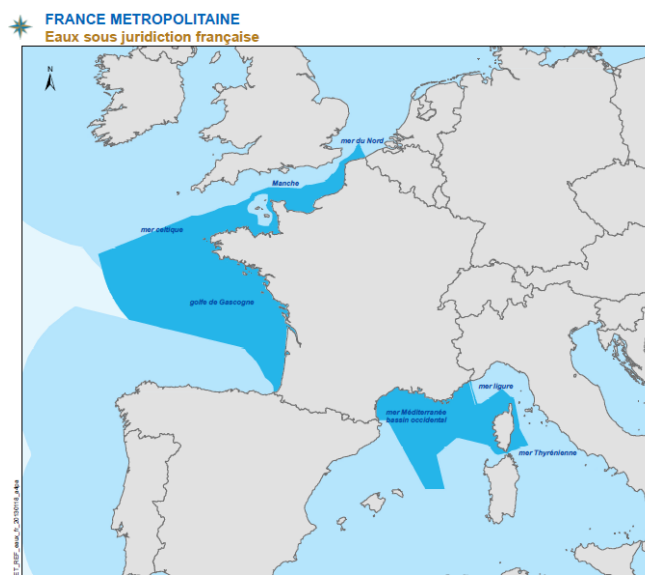 FRANCE METROPOLITAINE
Eaux sous juridiction française
N
mer du Nord
Manche
mer celtique
golfe de Gascogne
mer ligure
mer Méditerranée
bassin occidental
mer Thyrénienne